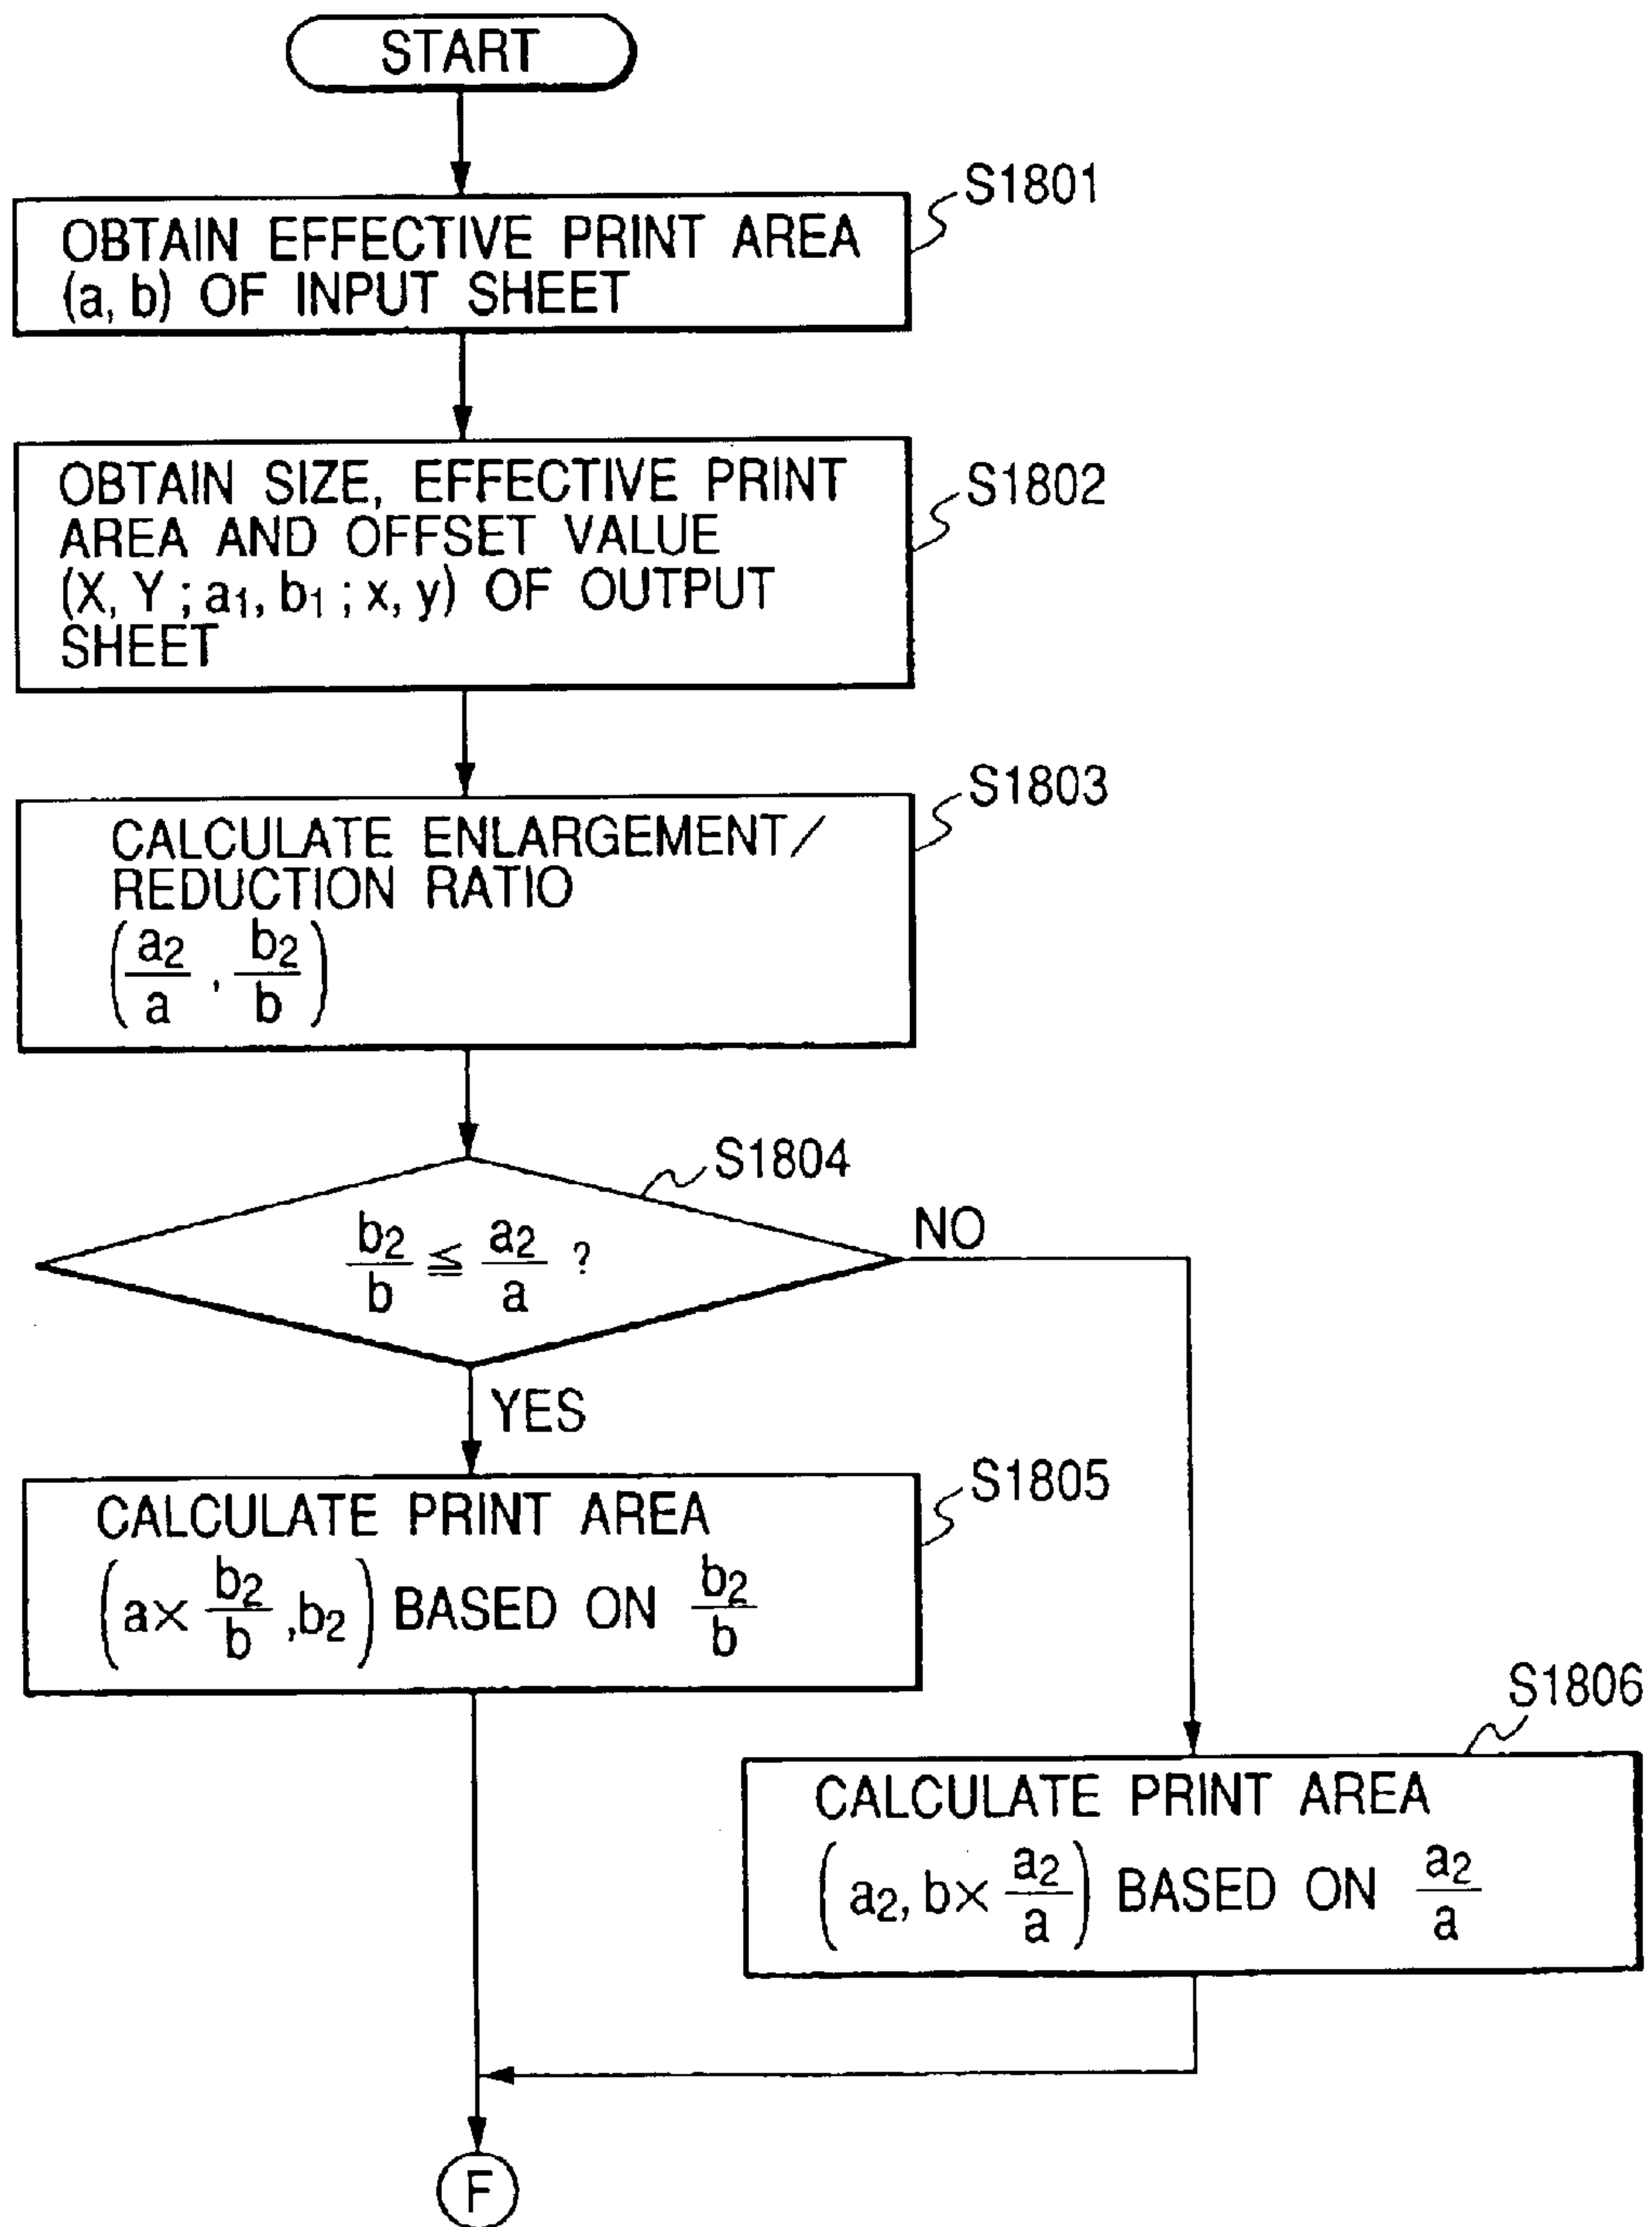 START
S1801
OBTAIN EFFECTIVE PRINT AREA
(a, b) OF INPUT SHEET
S1802
OBTAIN SIZE, EFFECTIVE PRINT
AREA AND OFFSET VALUE
(X, Y ; a₁, b₁ ; x, y) OF OUTPUT
SHEET
S1803
CALCULATE ENLARGEMENT/
REDUCTION RATIO
(a₂/a , b₂/b)
S1804
b₂/b ≦ a₂/a ?
NO
YES
S1805
CALCULATE PRINT AREA
(a× b₂/b ,b₂) BASED ON b₂/b
S1806
CALCULATE PRINT AREA
(a₂, b× a₂/a) BASED ON a₂/a
F